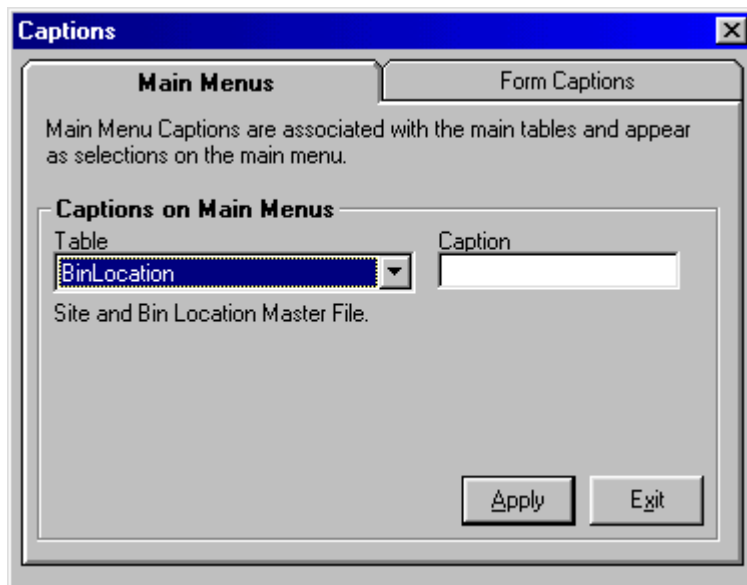 Captions
Main Menus
Form Captions
Main Menu Captions are associated with the main tables and appear
as selections on the main menu.
Captions on Main Menus
Table
Caption
BinLocation
Site and Bin Location Master File.
Apply
Exit